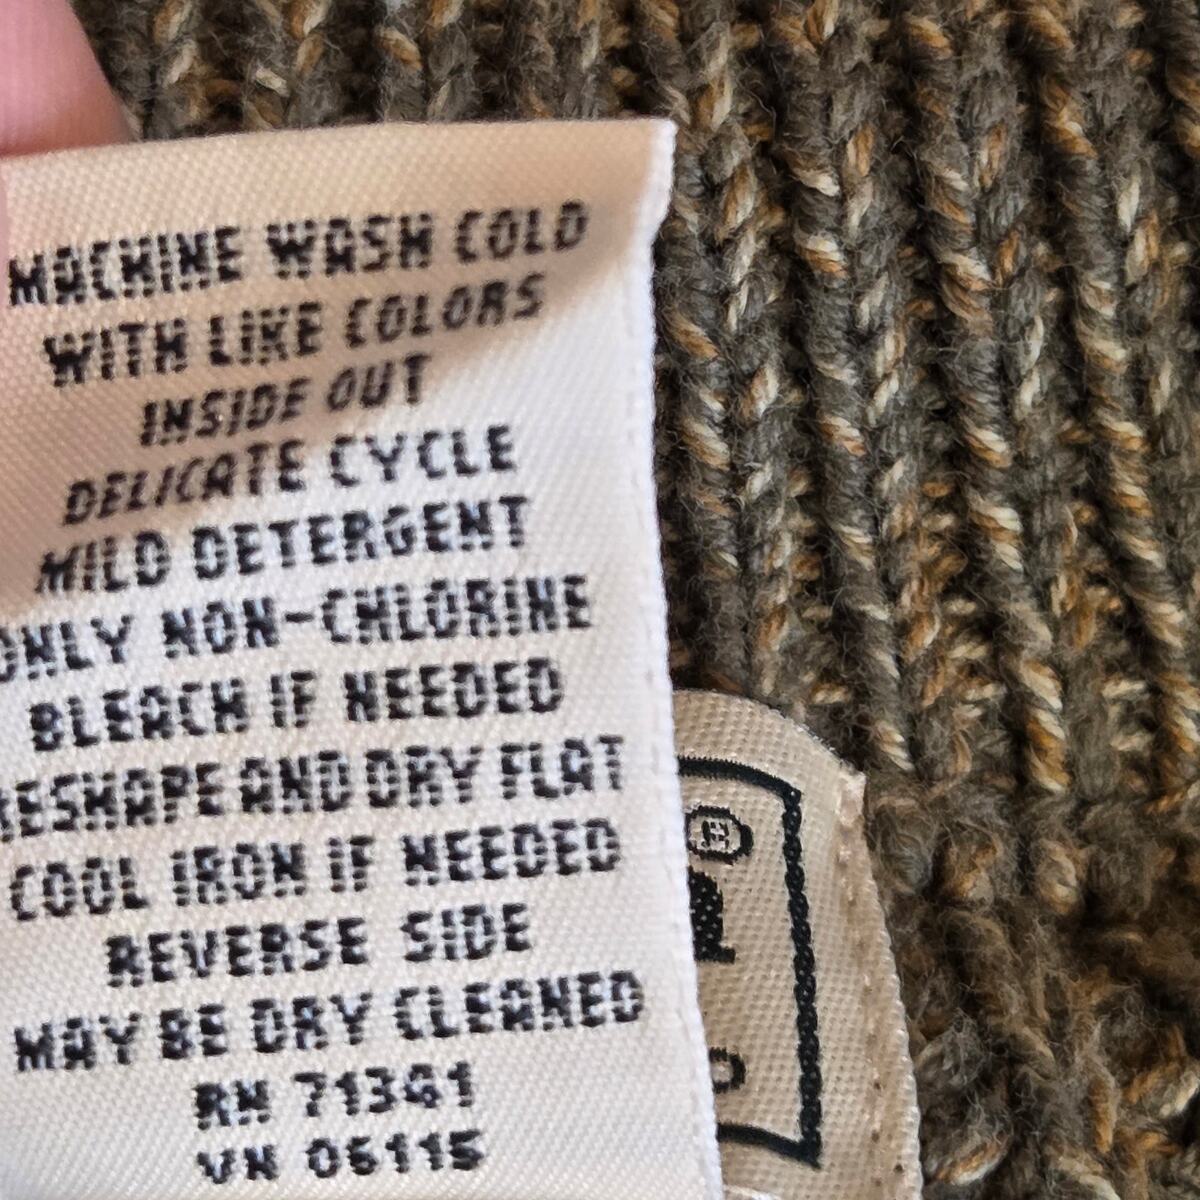 MACHINE WASH COLD
WITH LIKE COLORS
INSIDE OUT
DELICATE CYCLE
MILD DETERGENT
ONLY NON-CHLORINE
BLEACH IF NEEDED
RESHAPE AND DRY FLAT
COOL IRON IF NEEDED
REVERSE SIDE
MAY BE DRY CLEANED
RN 71341
VN 06115
®